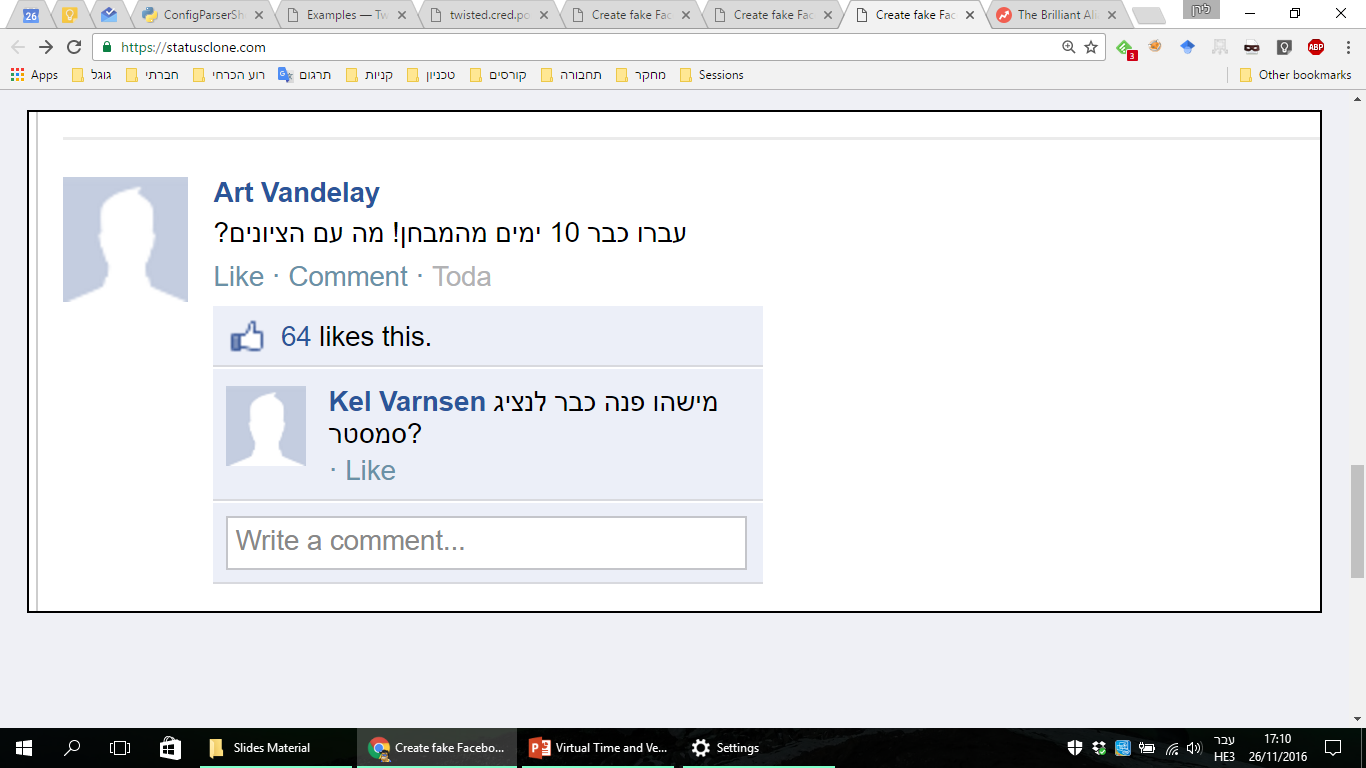 26
ConfigParserSh
Examples — Tw
twisted.cred.po
Create fake Fac
Create fake Fac
Create fake Fac
The Brilliant Ali
לירן
https://statusclone.com
3
ABP
Apps
גוגל
חברתי
רוע הכרחי
תרגום
קניות
טכניון
קורסים
תחבורה
מחקר
Sessions
Other bookmarks
Art Vandelay
עברו כבר 10 ימים מהמבחן! מה עם הציונים?
Like · Comment · Toda
64 likes this.
Kel Varnsen מישהו פנה כבר לנציג
סמסטר?
· Like
Write a comment...
Slides Material
Create fake Facebo...
Virtual Time and Ve...
Settings
עבר
HE3
17:10
26/11/2016